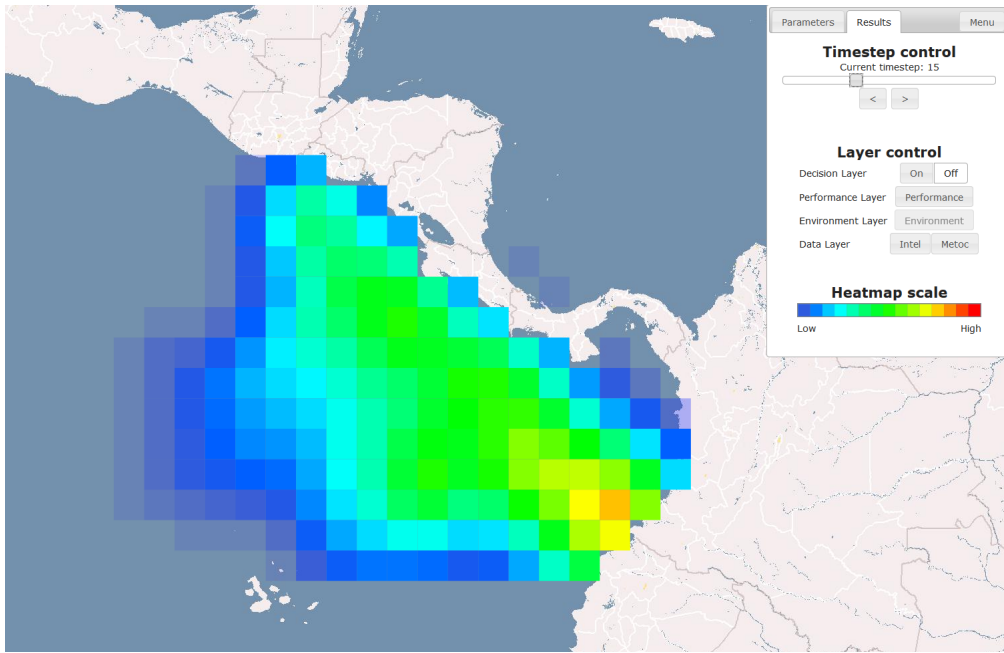 Parameters Results Menu
Timestep control
Current timestep: 15
< >
Layer control
Decision Layer On Off
Performance Layer Performance
Environment Layer Environment
Data Layer Intel Metoc
Heatmap scale
Low High